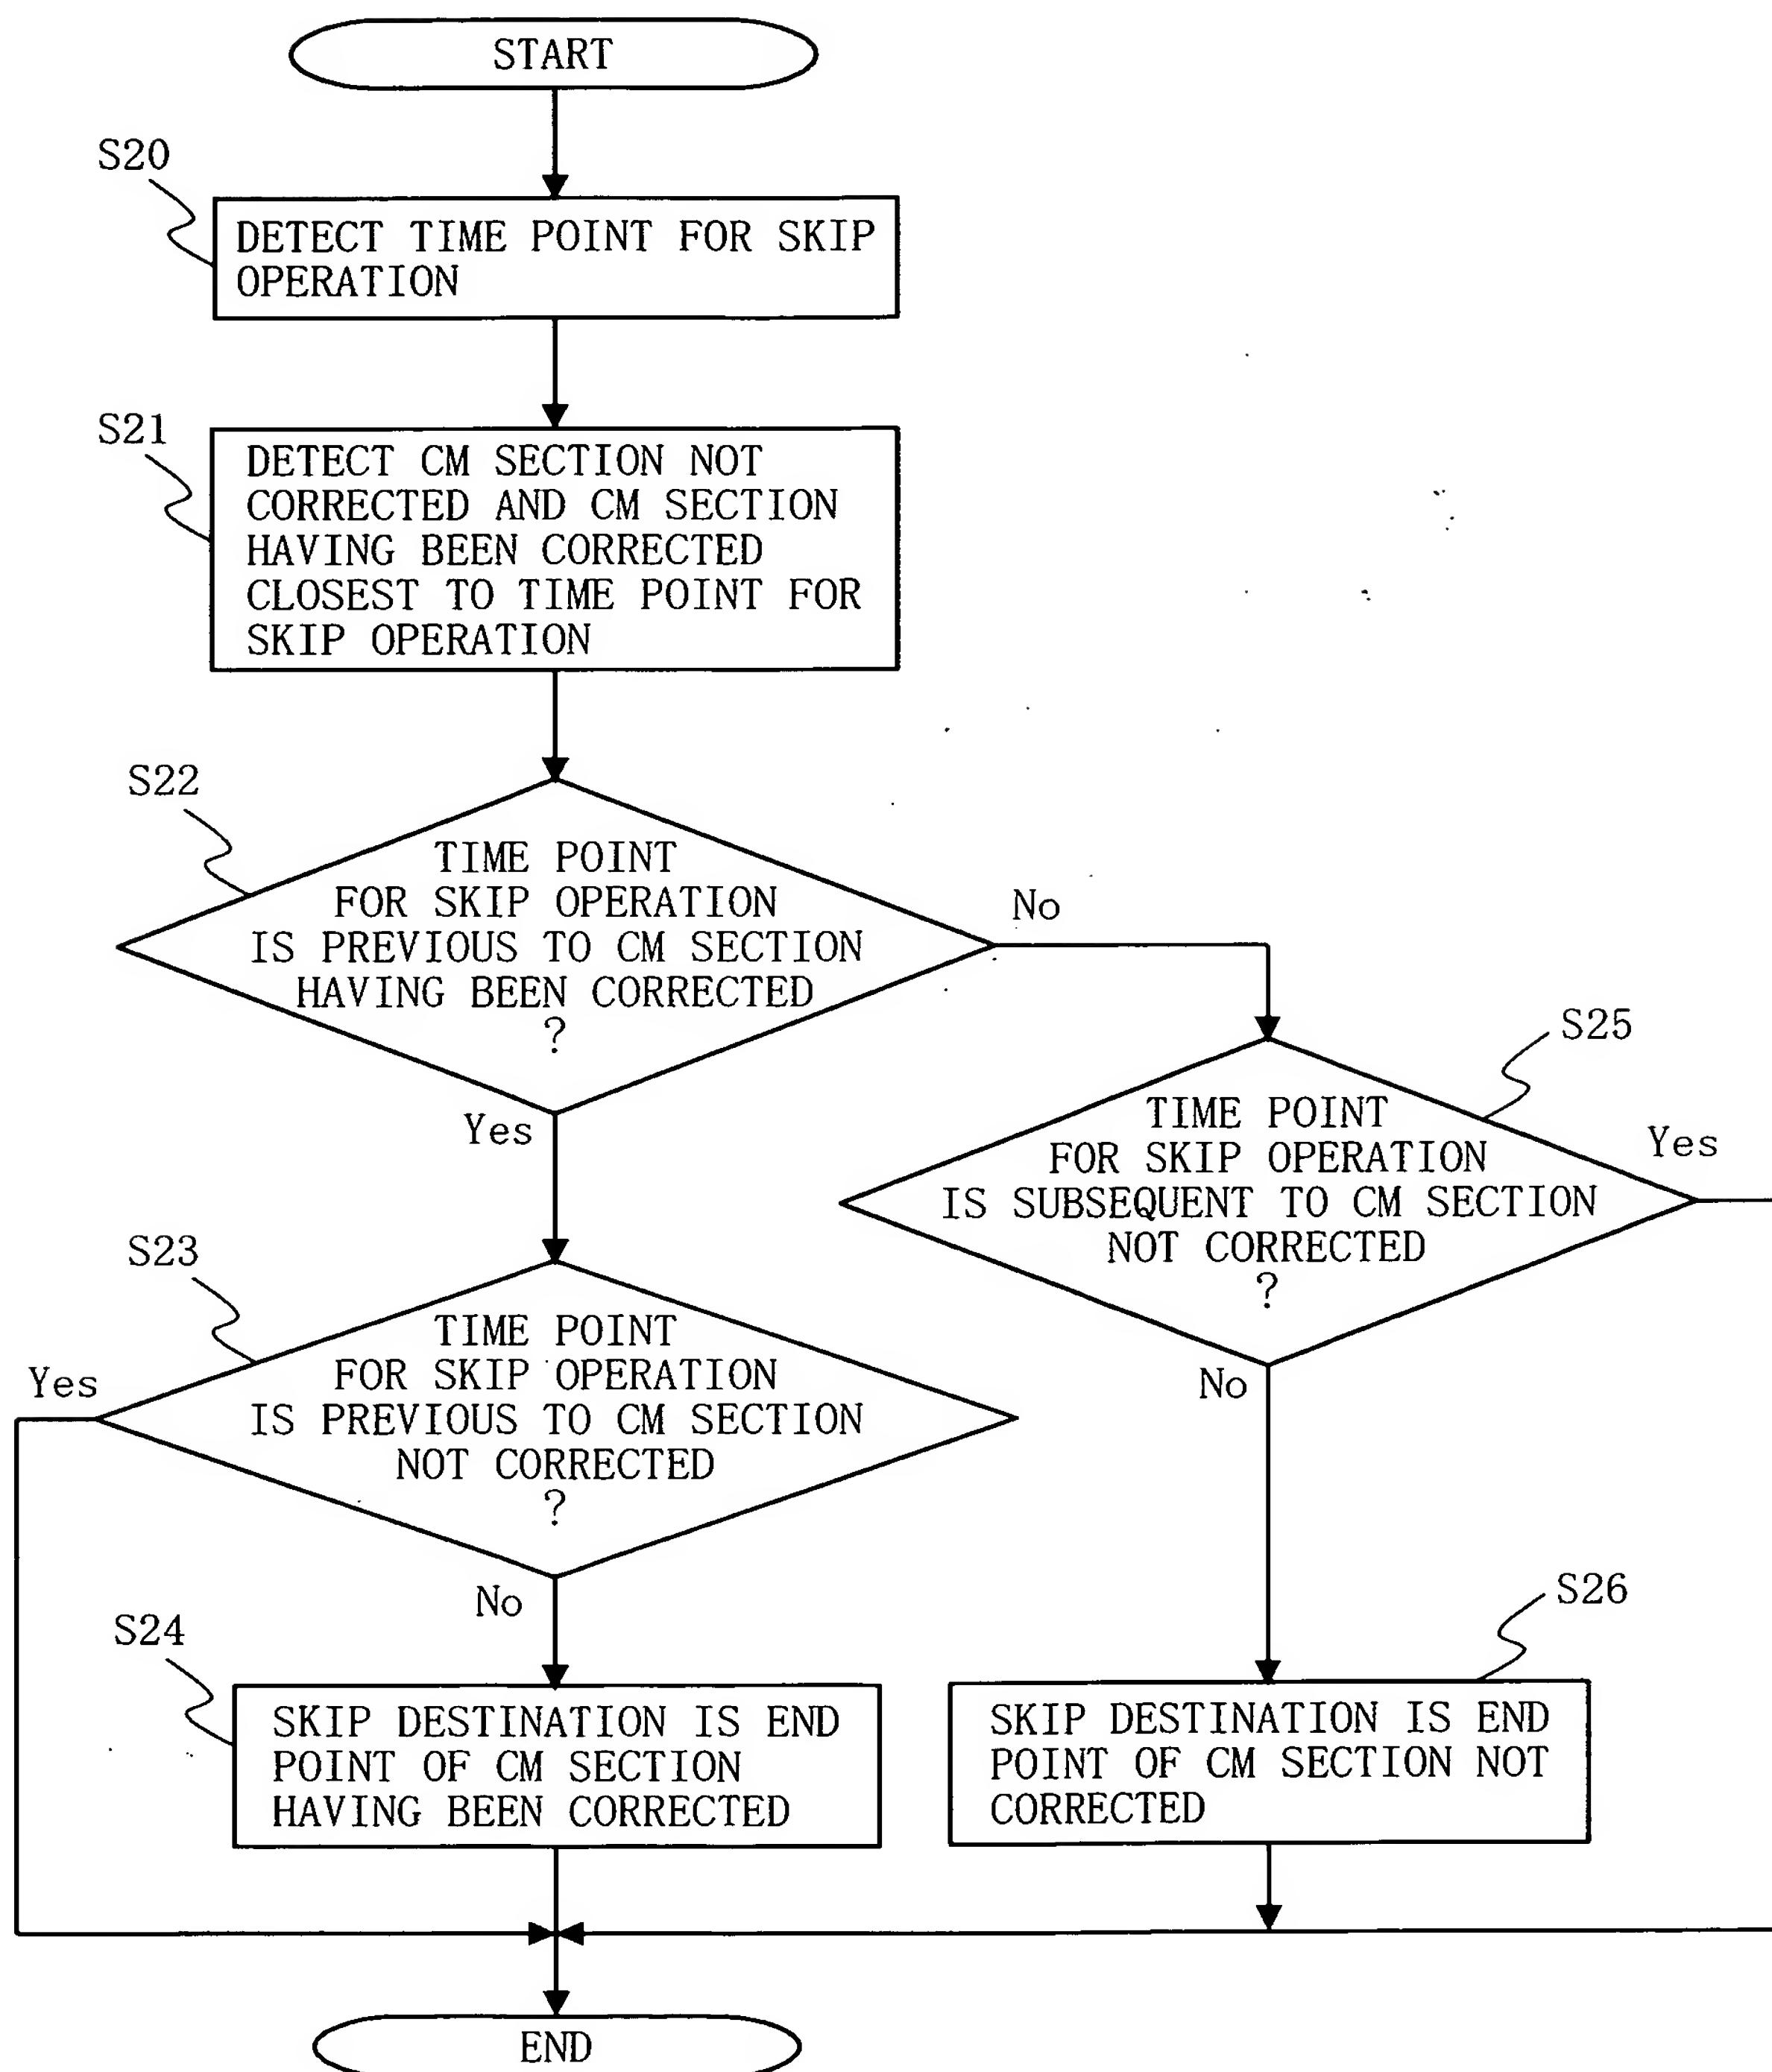 START
S20
DETECT TIME POINT FOR SKIP
OPERATION
S21
DETECT CM SECTION NOT
CORRECTED AND CM SECTION
HAVING BEEN CORRECTED
CLOSEST TO TIME POINT FOR
SKIP OPERATION
S22
TIME POINT
FOR SKIP OPERATION
IS PREVIOUS TO CM SECTION
HAVING BEEN CORRECTED
?
No
Yes
S25
TIME POINT
FOR SKIP OPERATION
IS SUBSEQUENT TO CM SECTION
NOT CORRECTED
?
Yes
No
S23
TIME POINT
FOR SKIP OPERATION
IS PREVIOUS TO CM SECTION
NOT CORRECTED
?
Yes
No
S24
SKIP DESTINATION IS END
POINT OF CM SECTION
HAVING BEEN CORRECTED
S26
SKIP DESTINATION IS END
POINT OF CM SECTION NOT
CORRECTED
END